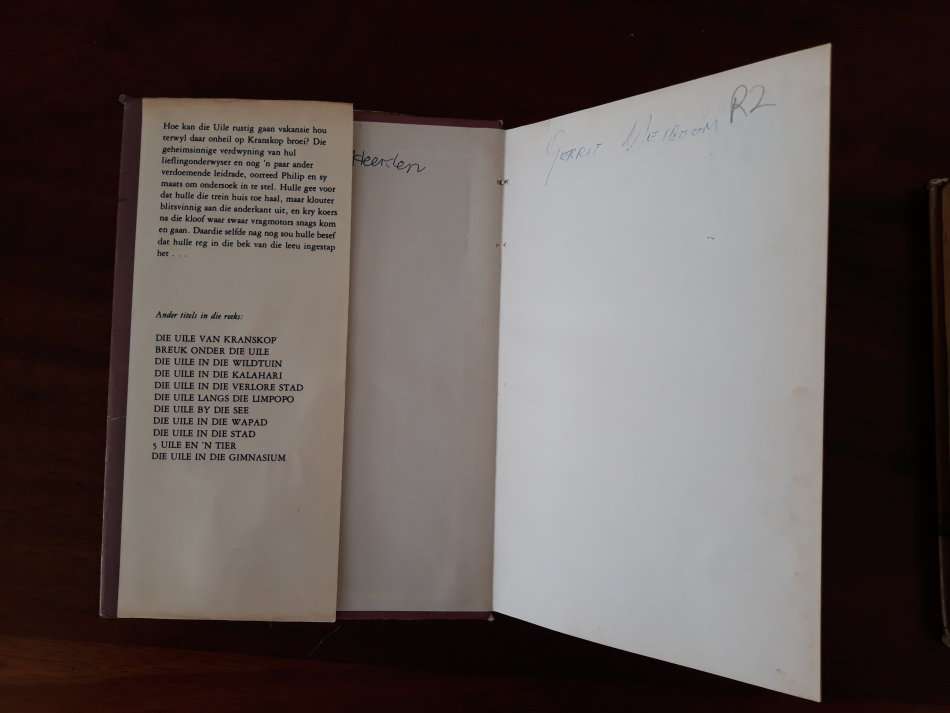 Hoe kan die Uile rustig gaan vakansie hou
terwyl daar onheil op Kranskop broei? Die
geheimsinnige verdwyning van hul
lieflingonderwyser en nog 'n paar ander
verdoemende leidrade, oorreed Philip en sy
maats om ondersoek in te stel. Hulle gee voor
dat hulle die trein huis toe haal, maar klouter
blitsvinnig aan die anderkant uit, en kry koers
na die kloof waar swaar vragmotors snags kom
en gaan. Daardie selfde nag nog sou hulle besef
dat hulle reg in die bek van die leeu ingestap
het . . .
Ander titels in die reeks:
DIE UILE VAN KRANSKOP
BREUK ONDER DIE UILE
DIE UILE IN DIE WILDTUIN
DIE UILE IN DIE KALAHARI
DIE UILE IN DIE VERLORE STAD
DIE UILE LANGS DIE LIMPOPO
DIE UILE BY DIE SEE
DIE UILE IN DIE WAPAD
DIE UILE IN DIE STAD
5 UILE EN 'N TIER
DIE UILE IN DIE GIMNASIUM
Heerden
GERRIT
R2